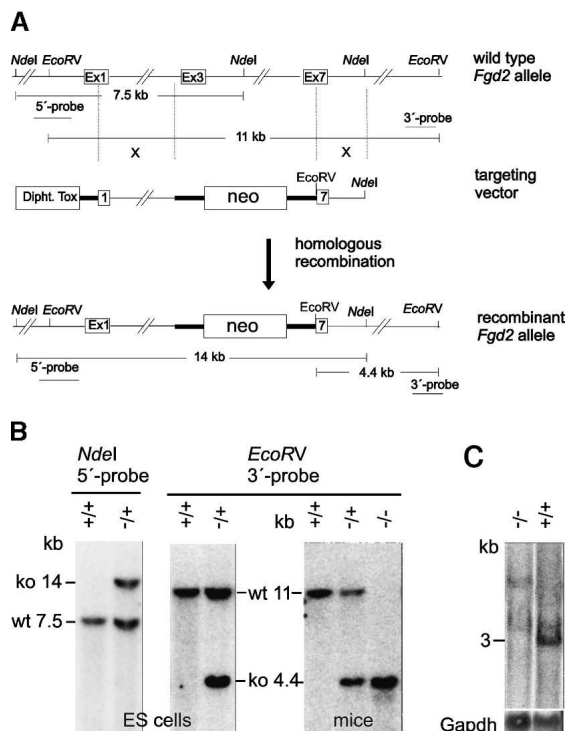 A
NdeI EcoRV NdeI NdeI EcoRV
Ex1 Ex3 Ex7
wild type
Fgd2 allele
7.5 kb
5´-probe 3´-probe
11 kb
X X
EcoRV
NdeI
Dipht. Tox 1 neo 7
targeting
vector
homologous
recombination
NdeI EcoRV EcoRV NdeI EcoRV
Ex1 neo 7
recombinant
Fgd2 allele
14 kb
5´-probe
4.4 kb
3´-probe
B
NdeI
5´-probe
EcoRV
3´-probe
+/+ -/+ +/+ -/+ kb +/+ -/+ -/-
kb
ko 14
wt 7.5
wt 11
ko 4.4
ES cells mice
C
-/- +/+
kb
3
Gapdh